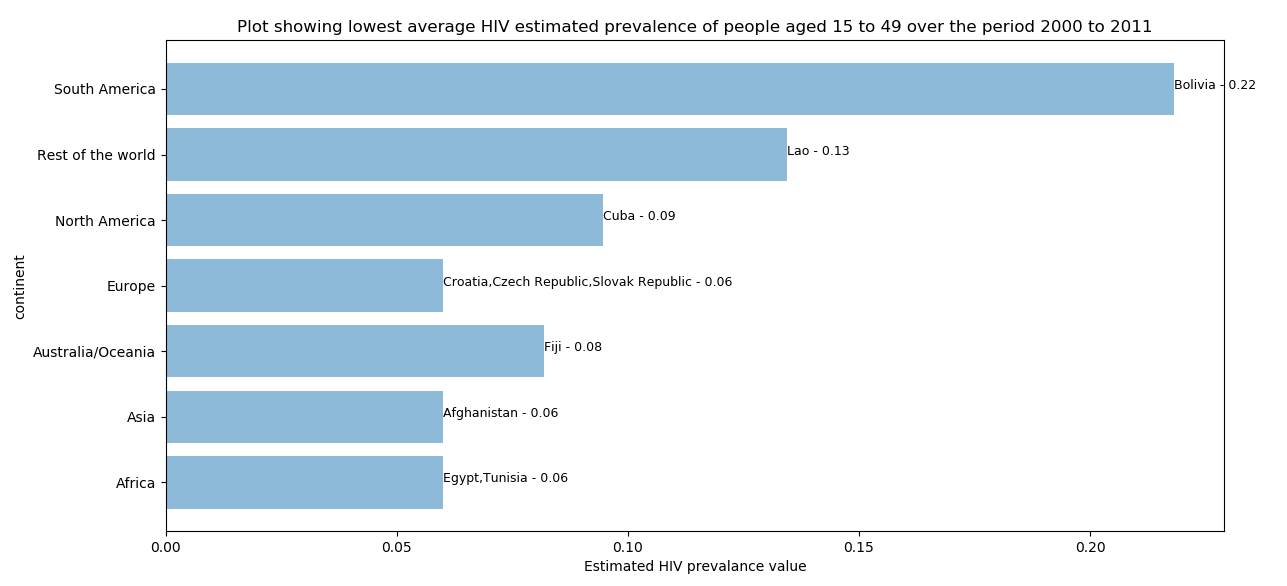 Plot showing lowest average HIV estimated prevalence of people aged 15 to 49 over the period 2000 to 2011
South America
Bolivia - 0.22
Rest of the world
Lao - 0.13
North America
Cuba - 0.09
Europe
Croatia,Czech Republic,Slovak Republic - 0.06
Australia/Oceania
Fiji - 0.08
Asia
Afghanistan - 0.06
Africa
Egypt,Tunisia - 0.06
continent
0.00 0.05 0.10 0.15 0.20
Estimated HIV prevalance value